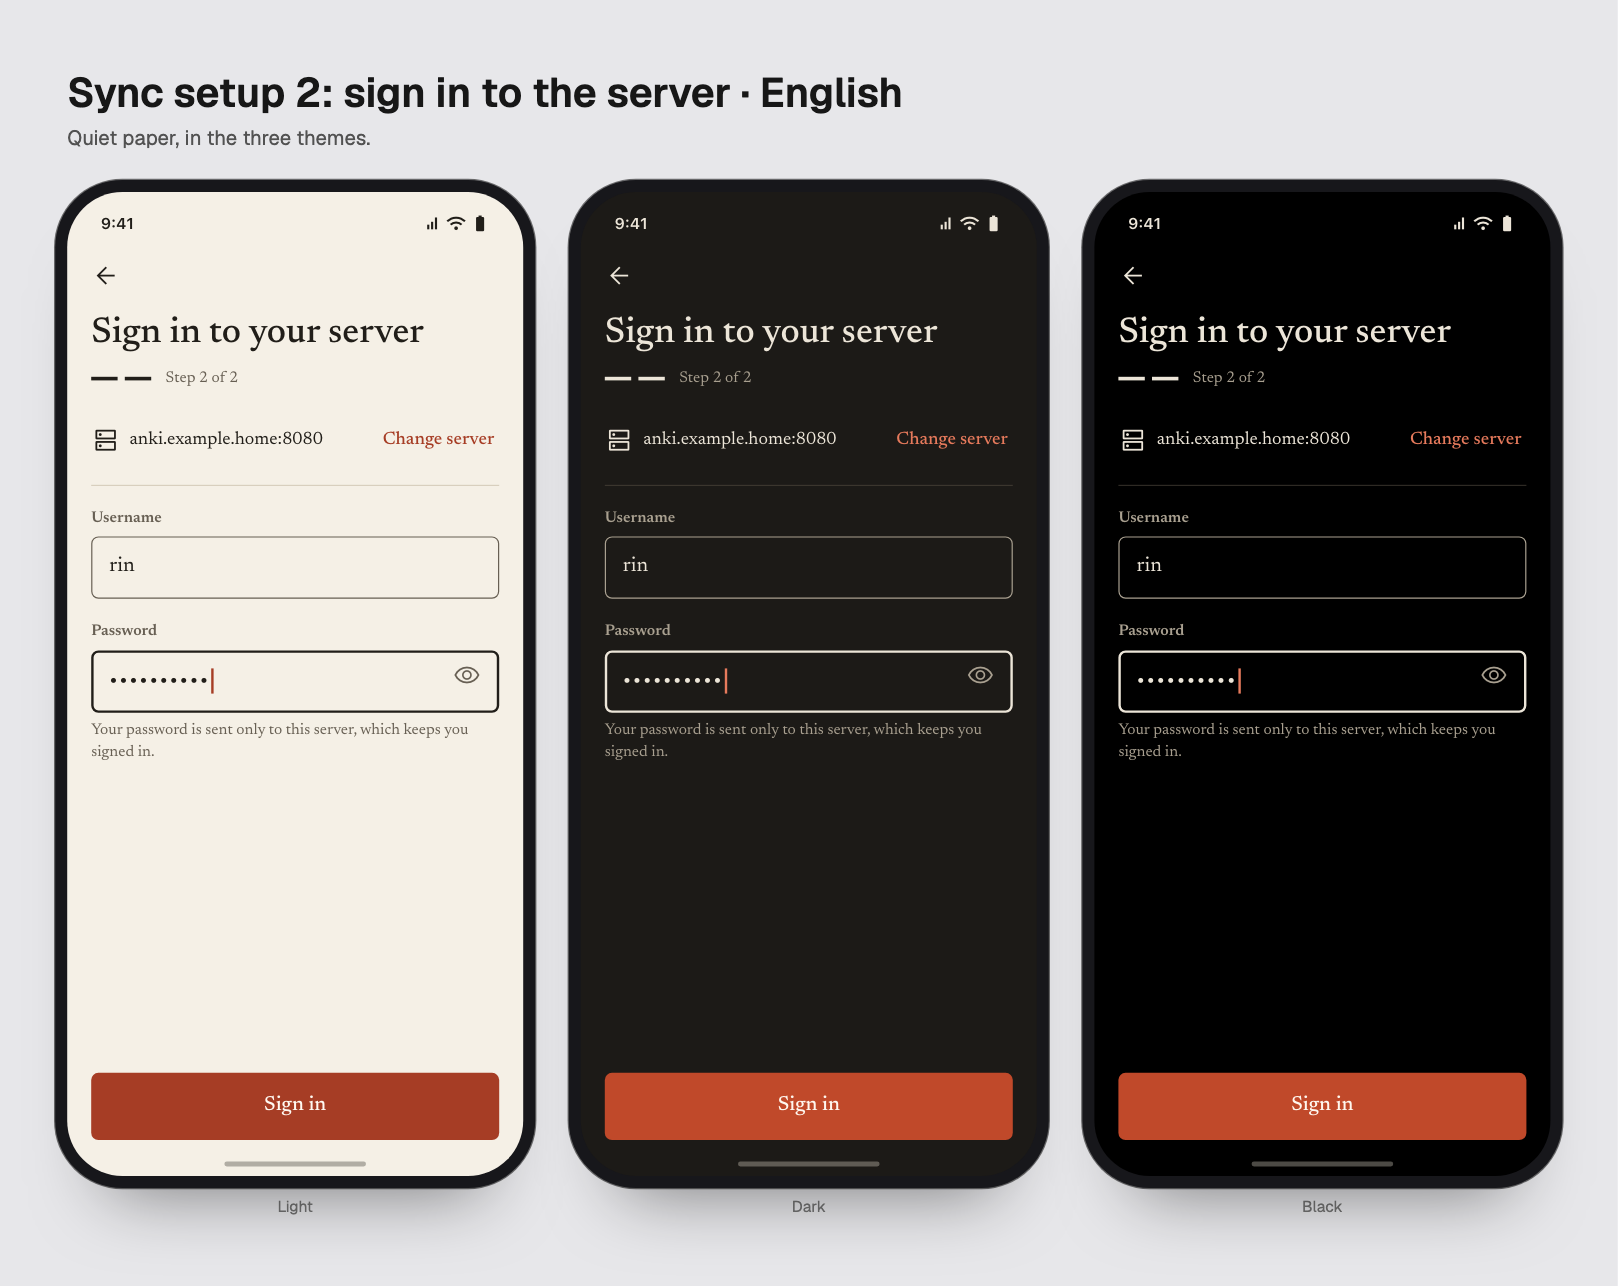 Sync setup 2: sign in to the server · English
Quiet paper, in the three themes.
9:41
Sign in to your server
Step 2 of 2
anki.example.home:8080
Change server
Username
rin
Password
••••••••••
Your password is sent only to this server, which keeps you
signed in.
Sign in
Light
9:41
Sign in to your server
Step 2 of 2
anki.example.home:8080
Change server
Username
rin
Password
••••••••••
Your password is sent only to this server, which keeps you
signed in.
Sign in
Dark
9:41
Sign in to your server
Step 2 of 2
anki.example.home:8080
Change server
Username
rin
Password
••••••••••
Your password is sent only to this server, which keeps you
signed in.
Sign in
Black